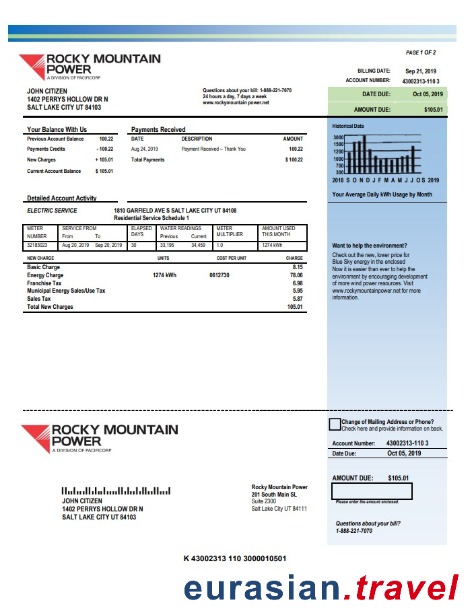 PAGE 1 OF 2
ROCKY MOUNTAIN
POWER
A DIVISION OF PACIFICORP
BILLING DATE: Sep 21, 2019
ACCOUNT NUMBER: 43002313-110 3
DATE DUE: Oct 05, 2019
AMOUNT DUE: $105.01
JOHN CITIZEN
1402 PERRYS HOLLOW DR N
SALT LAKE CITY UT 84103
Questions about your bill: 1-888-221-7070
24 hours a day, 7 days a week
www.rockymountain power.net
Your Balance With Us
Previous Account Balance 100.22
Payments Credits - 100.22
New Charges + 105.01
Current Account Balance $ 105.01
Payments Received
DATE DESCRIPTION AMOUNT
Aug 24, 2019 Payment Received – Thank You 100.22
Total Payments $ 100.22
Historical Data
2018 S O N D J F M A M J J O S 2019
Your Average Daily kWh Usage by Month
Detailed Account Activity
ELECTRIC SERVICE 1810 GARFIELD AVE S SALT LAKE CITY UT 84108
Residential Service Schedule 1
METER NUMBER SERVICE FROM From To ELAPSED DAYS WATER READINGS Previous Current METER MULTIPLIER AMOUNT USED THIS MONTH
Aug 20, 2019 Sep 20, 2019 30 33,195 34,459 1.0 1274 kWh
NEW CHARGE UNITS COST PER UNIT CHARGE
Basic Charge 8.15
Energy Charge 1274 kWh 0012730 78.06
Franchise Tax 6.98
Municipal Energy Sales/Use Tax 5.95
Sales Tax 5.87
Total New Charges 105.01
Want to help the environment?
Check out the new, lower price for
Blue Sky energy in the enclosed
Now it is easier than ever to help the
environment by encouraging development
of more wind power resources. Visit
www.rockymountainpower.net for more
information.
ROCKY MOUNTAIN
POWER
A DIVISION OF PACIFICORP
Change of Mailing Address or Phone?
Check here and provide information on back.
Account Number: 43002313-110 3
Date Due: Oct 05, 2019
AMOUNT DUE: $105.01
Please enter the amount enclosed.
Questions about your bill?
1-888-221-7070
JOHN CITIZEN
1402 PERRYS HOLLOW DR N
SALT LAKE CITY UT 84103
Rocky Mountain Power
201 South Main SL
Suite 2300
Salt Lake City UT 84111
K 43002313 110 3000010501
eurasian.travel